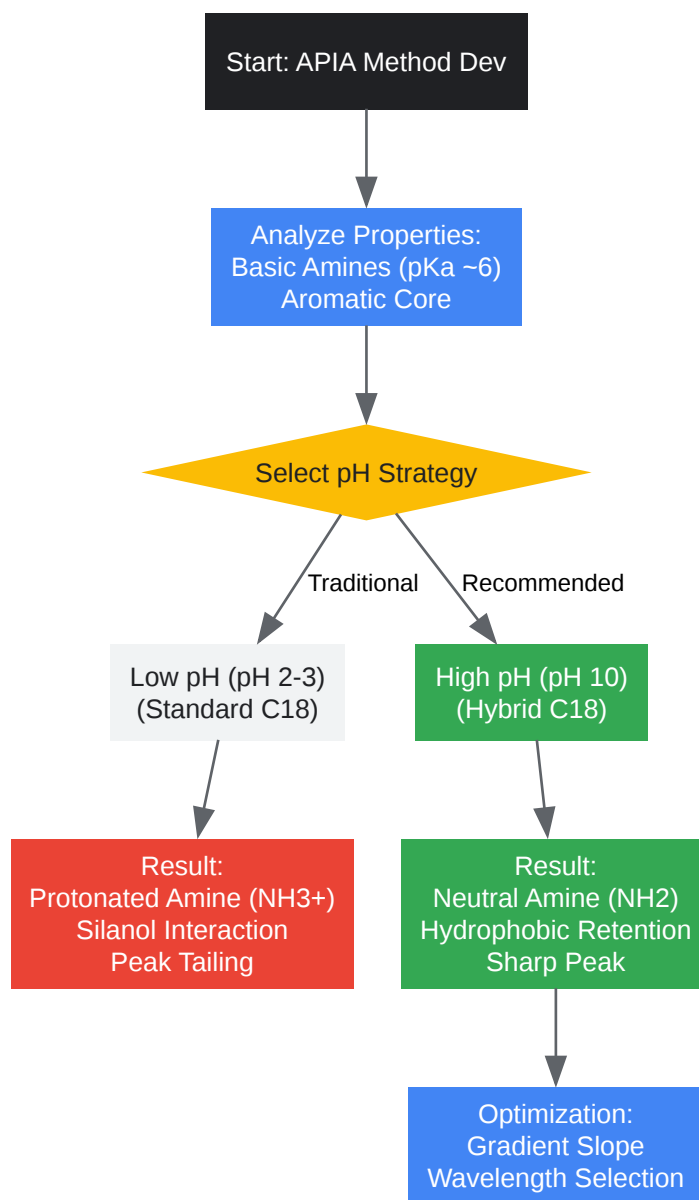 Start: APIA Method Dev
Analyze Properties:
Basic Amines (pKa ~6)
Aromatic Core
Select pH Strategy
Traditional
Recommended
Low pH (pH 2-3)
(Standard C18)
High pH (pH 10)
(Hybrid C18)
Result:
Protonated Amine (NH3+)
Silanol Interaction
Peak Tailing
Result:
Neutral Amine (NH2)
Hydrophobic Retention
Sharp Peak
Optimization:
Gradient Slope
Wavelength Selection